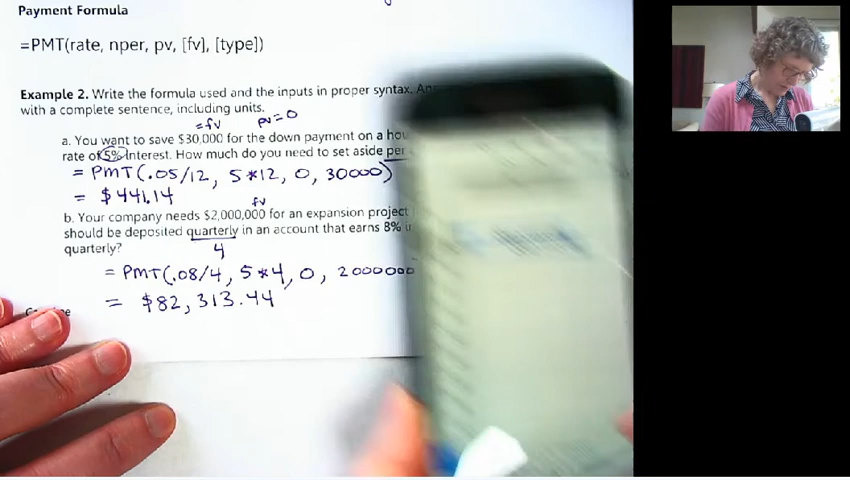 Payment Formula
=PMT(rate, nper, pv, [fv], [type])
Example 2. Write the formula used and the inputs in proper syntax.
with a complete sentence, including units.
=fv pv=0
a. You want to save $30,000 for the down payment on a
rate of 5% interest. How much do you need to set aside per
= PMT(.05/12, 5*12, 0, 30000)
= $441.14
fv
b. Your company needs $2,000,000 for an expansion project
should be deposited quarterly in an account that earns 8%
quarterly?
4
= PMT(.08/4, 5*4, 0, 2000000
= $82,313.44